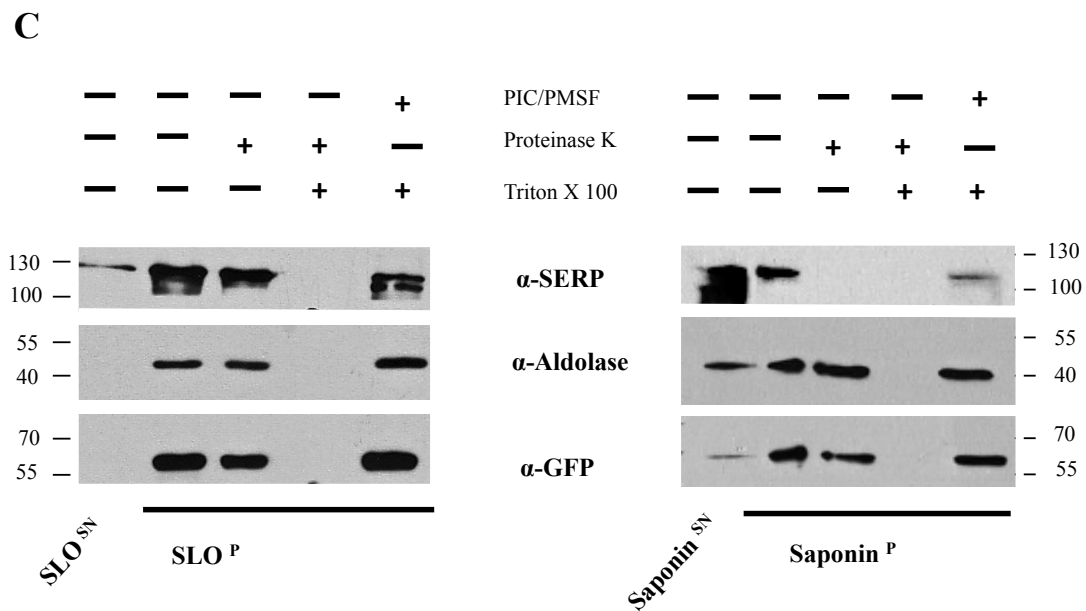 C
— — — — + PIC/PMSF — — — — +
— — + + — Proteinase K — — + + —
— — — + + Triton X 100 — — — + +
130 — α-SERP — 130
100 — — 100
55 — α-Aldolase — 55
40 — — 40
70 — α-GFP — 70
55 — — 55
SLO SN SLO P Saponin SN Saponin P